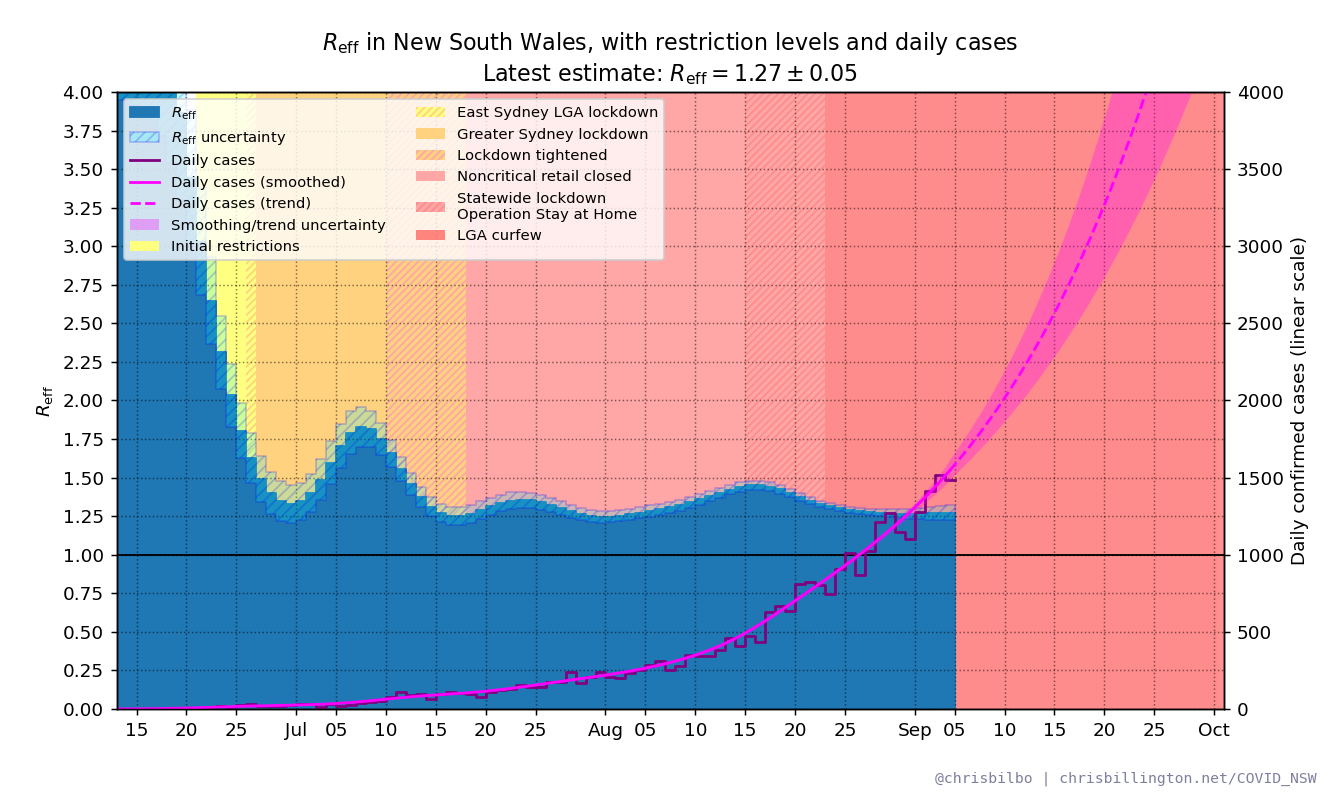 Reff in New South Wales, with restriction levels and daily cases
Latest estimate: Reff = 1.27 ± 0.05
Reff
Reff uncertainty
Daily cases
Daily cases (smoothed)
Daily cases (trend)
Smoothing/trend uncertainty
Initial restrictions
East Sydney LGA lockdown
Greater Sydney lockdown
Lockdown tightened
Noncritical retail closed
Statewide lockdown
Operation Stay at Home
LGA curfew
4.00
3.75
3.50
3.25
3.00
2.75
2.50
2.25
2.00
1.75
1.50
1.25
1.00
0.75
0.50
0.25
0.00
Reff
4000
3500
3000
2500
2000
1500
1000
500
0
Daily confirmed cases (linear scale)
15 20 25 Jul 05 10 15 20 25 Aug 05 10 15 20 25 Sep 05 10 15 20 25 Oct
@chrisbilbo | chrisbillington.net/COVID_NSW